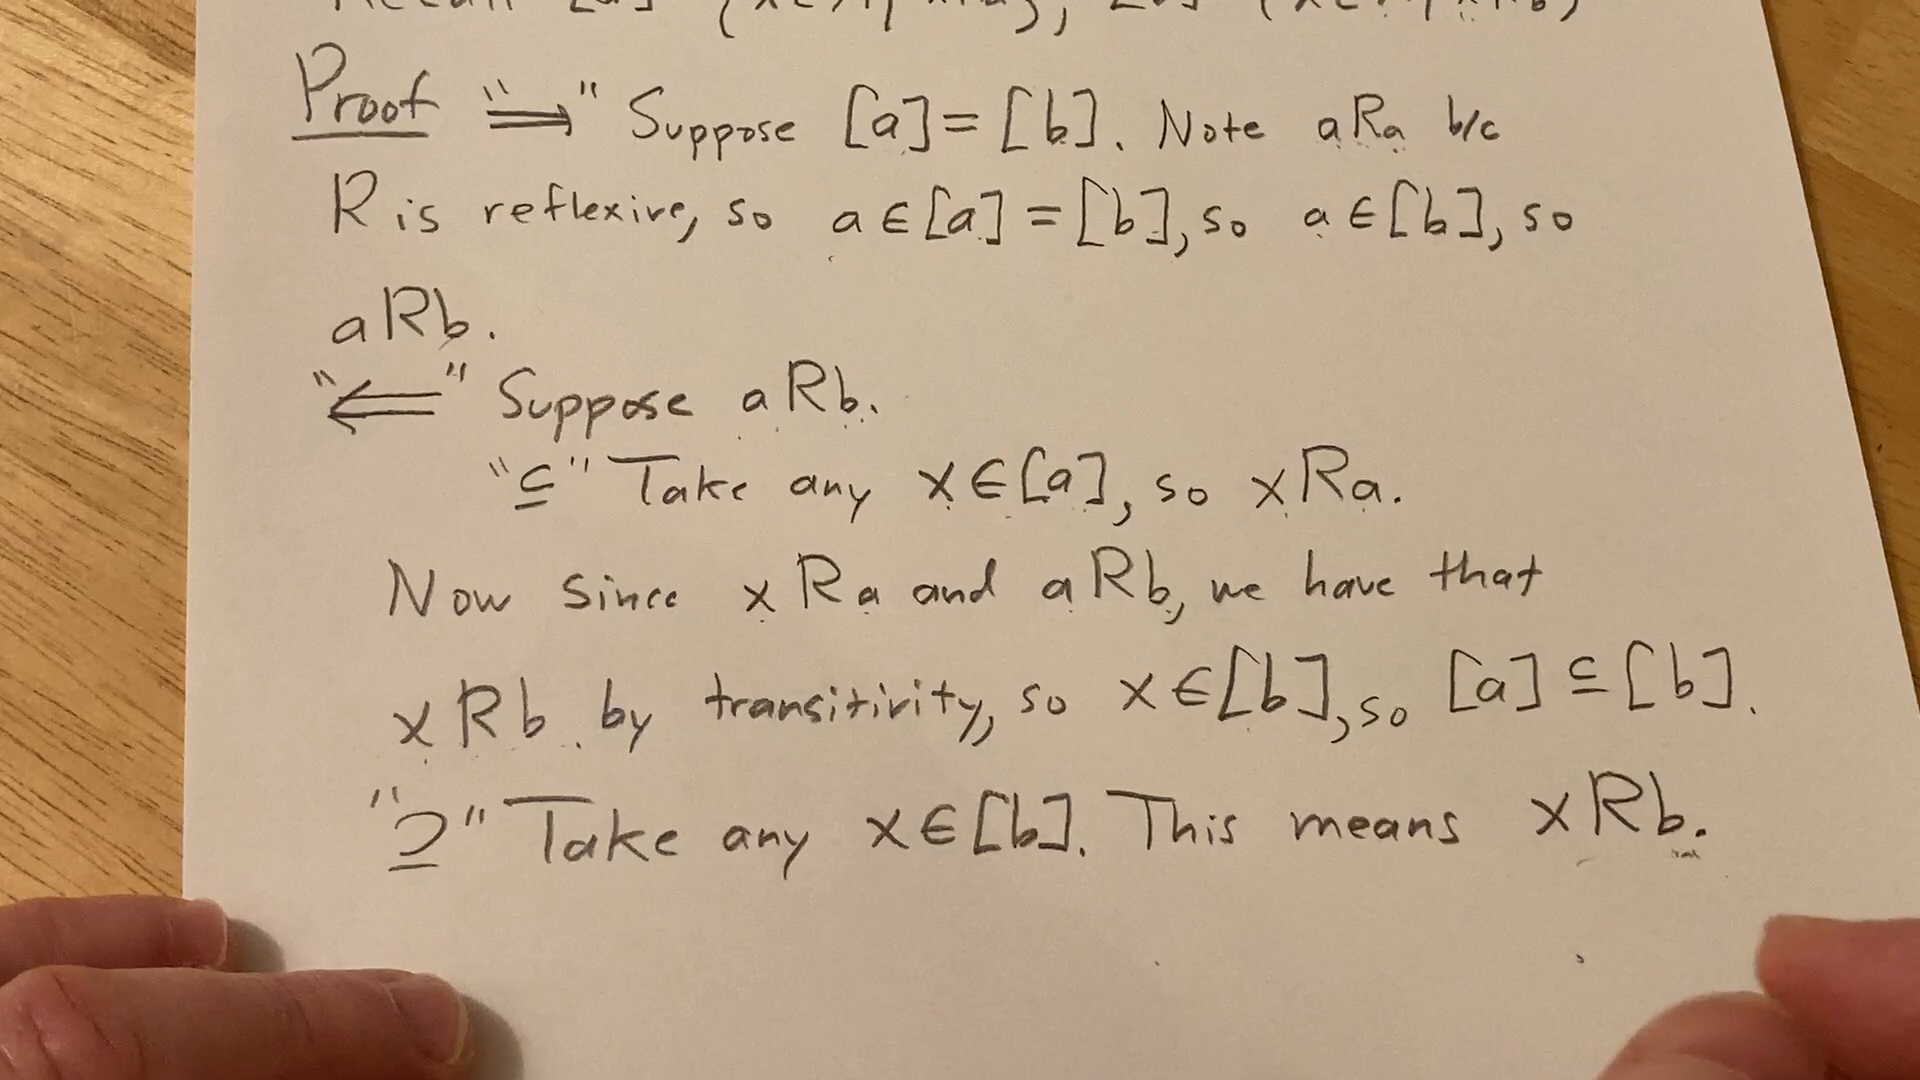 Proof "⟹" Suppose [a]=[b]. Note aRa b/c
R is reflexive, so a∈[a]=[b], so a∈[b], so
aRb.
"⟸" Suppose aRb.
"⊆" Take any x∈[a], so xRa.
Now since xRa and aRb, we have that
xRb by transitivity, so x∈[b], so [a]⊆[b].
"⊇" Take any x∈[b]. This means xRb.